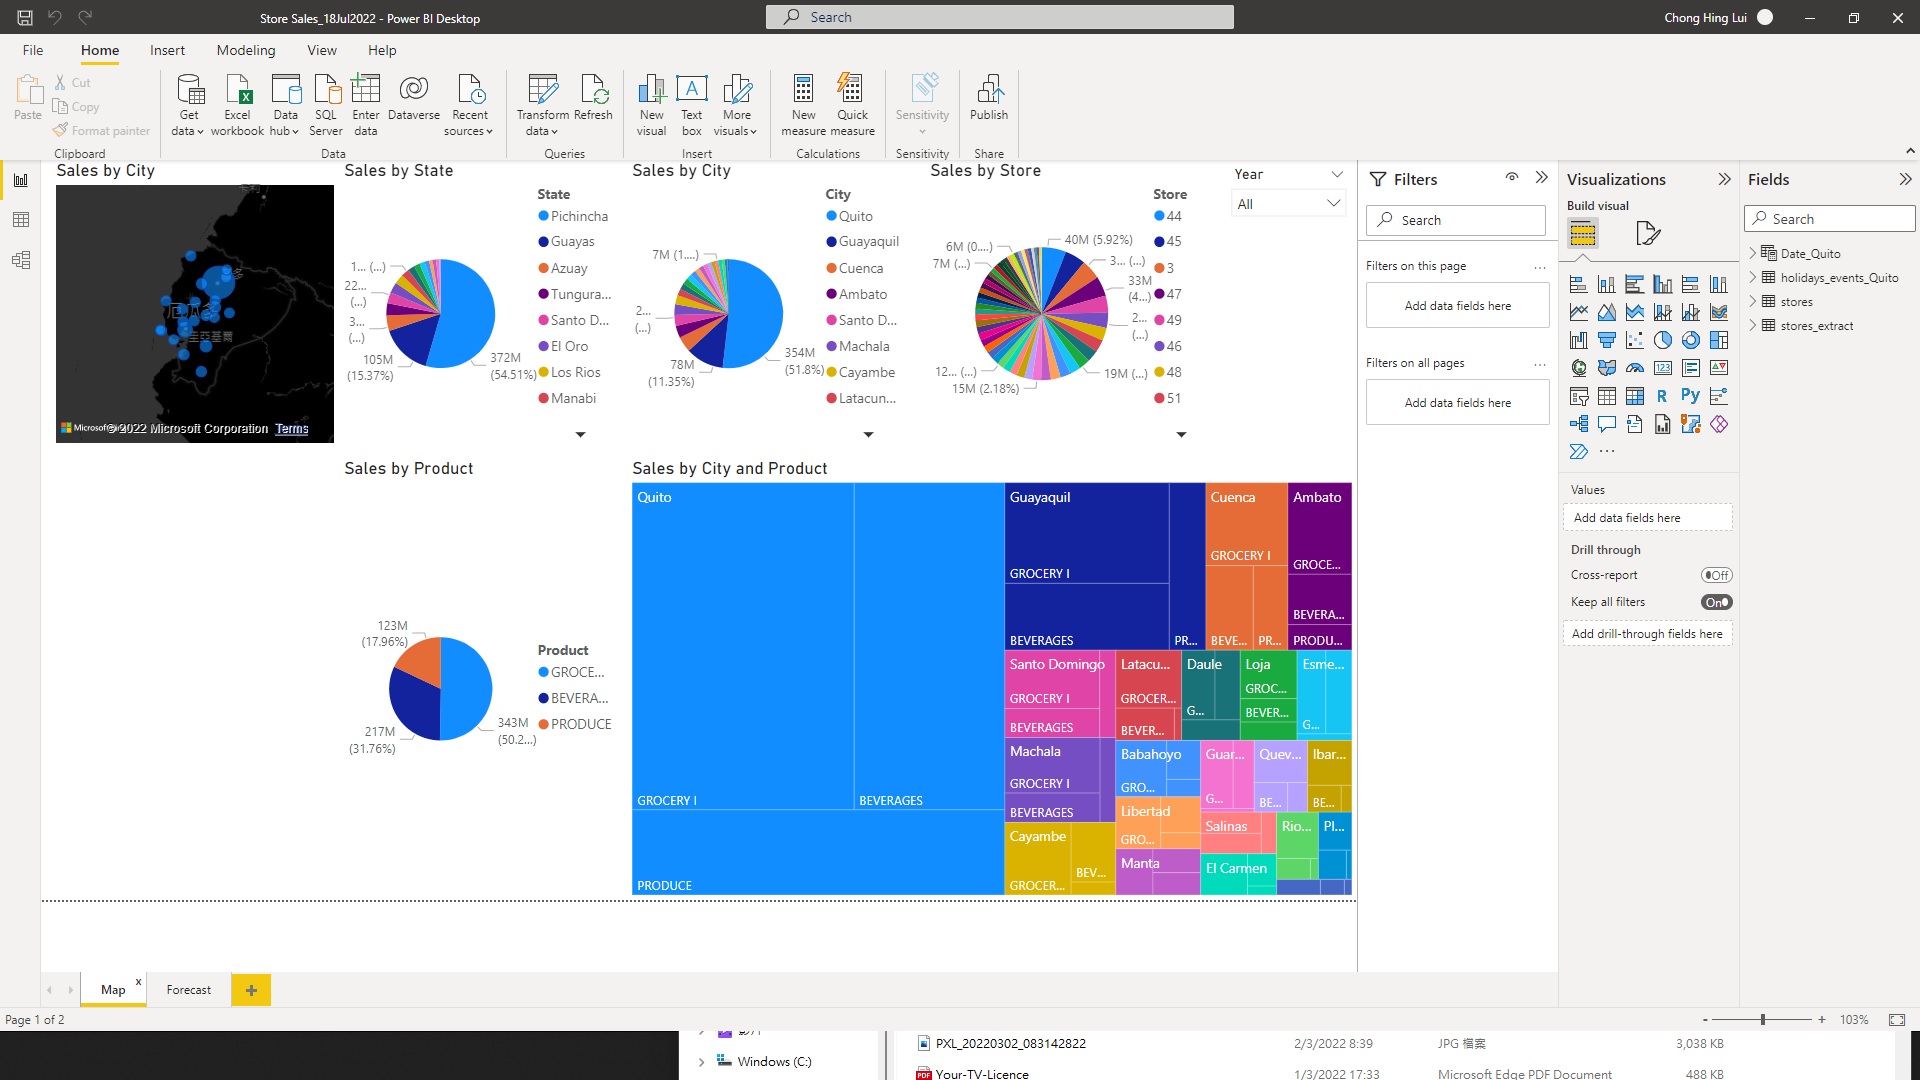 Store Sales_18Jul2022 - Power BI Desktop
Search
Chong Hing Lui
File
Home
Insert
Modeling
View
Help
Paste
Cut
Copy
Format painter
Clipboard
Get data
Excel workbook
Data hub
SQL Server
Enter data
Dataverse
Recent sources
Data
Transform data
Refresh
Queries
New visual
Text box
More visuals
Insert
New measure
Quick measure
Calculations
Sensitivity
Sensitivity
Publish
Share
Sales by City
© 2022 Microsoft Corporation Terms
Sales by State
1... (...)
22... (...)
3... (...)
105M (15.37%)
372M (54.51%)
State
Pichincha
Guayas
Azuay
Tungura...
Santo D...
El Oro
Los Rios
Manabi
Sales by City
7M (1....)
2... (...)
78M (11.35%)
354M (51.8%)
City
Quito
Guayaquil
Cuenca
Ambato
Santo D...
Machala
Cayambe
Latacun...
Sales by Store
6M (0....)
7M (...)
12... (...)
15M (2.18%)
40M (5.92%)
3... (...)
33M (4...)
2... (...)
19M (...)
Store
44
45
3
47
49
46
48
51
Year
All
Sales by Product
123M (17.96%)
217M (31.76%)
343M (50.2...)
Product
GROCE...
BEVERA...
PRODUCE
Sales by City and Product
Quito
GROCERY I
BEVERAGES
PRODUCE
Guayaquil
GROCERY I
BEVERAGES
PR...
Cuenca
GROCERY I
BEVE...
PR...
Ambato
GROCE...
BEVERA...
PRODU...
Santo Domingo
GROCERY I
BEVERAGES
Latacu...
GROCER...
BEVER...
Daule
G...
Loja
GROC...
BEVER...
Esme...
G...
Machala
GROCERY I
BEVERAGES
Babahoyo
GRO...
Guar...
G...
Quev...
BE...
Ibar...
BE...
Cayambe
GROCER...
BEV...
Libertad
GRO...
Manta
Salinas
El Carmen
Rio...
Pl...
Filters
Search
Filters on this page
...
Add data fields here
Filters on all pages
...
Add data fields here
Visualizations
Build visual
123
R
Py
...
Values
Add data fields here
Drill through
Cross-report
Off
Keep all filters
On
Add drill-through fields here
Fields
Search
Date_Quito
holidays_events_Quito
stores
stores_extract
Map
x
Forecast
+
Page 1 of 2
- + 103%
Windows (C:)
PXL_20220302_083142822
2/3/2022 8:39
JPG 檔案
3,038 KB
Your-TV-Licence
1/3/2022 17:33
Microsoft Edge PDF Document
488 KB